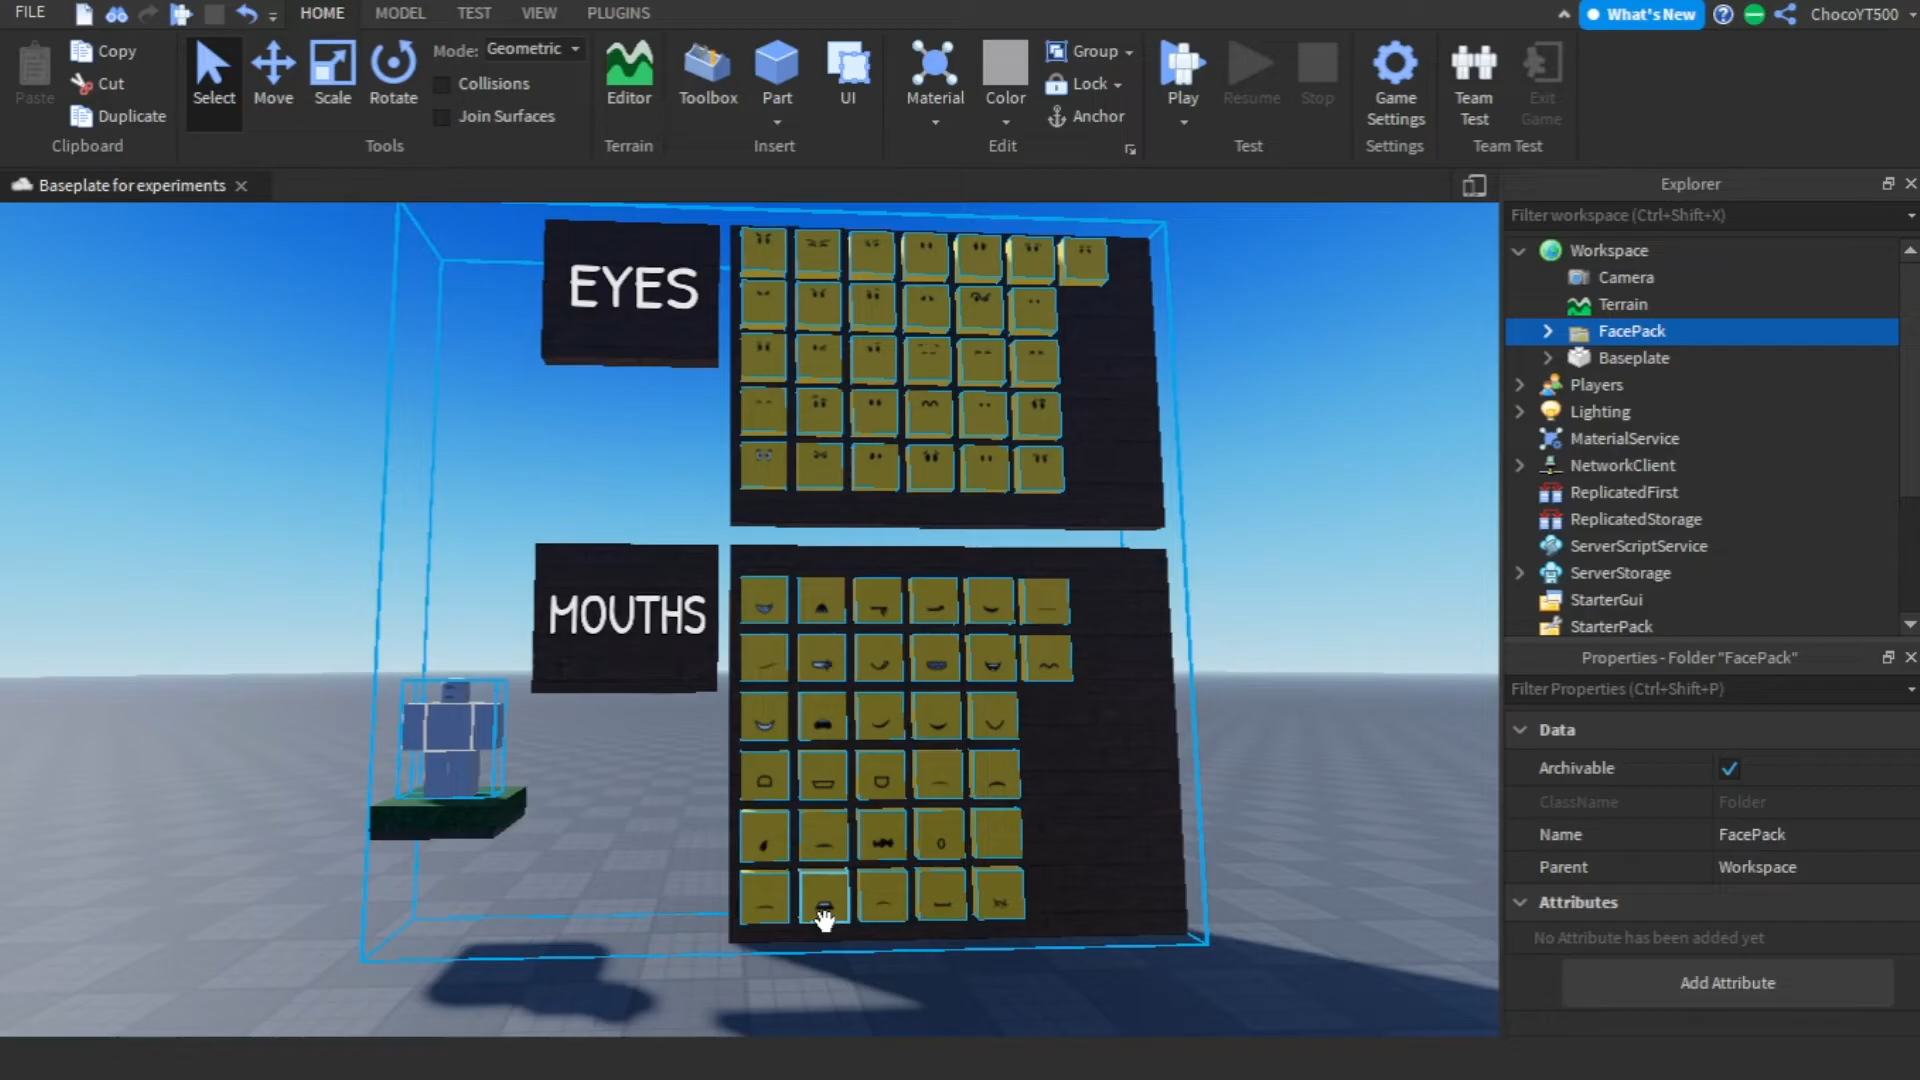 FILE
HOME
MODEL
TEST
VIEW
PLUGINS
What's New
ChocoYT500
Paste
Copy
Cut
Duplicate
Clipboard
Select
Move
Scale
Rotate
Mode: Geometric
Collisions
Join Surfaces
Tools
Editor
Terrain
Toolbox
Part
UI
Insert
Material
Color
Group
Lock
Anchor
Edit
Play
Resume
Stop
Test
Game
Settings
Settings
Team
Test
Exit
Game
Team Test
Baseplate for experiments
EYES
MOUTHS
Explorer
Filter workspace (Ctrl+Shift+X)
Workspace
Camera
Terrain
FacePack
Baseplate
Players
Lighting
MaterialService
NetworkClient
ReplicatedFirst
ReplicatedStorage
ServerScriptService
ServerStorage
StarterGui
StarterPack
Properties - Folder "FacePack"
Filter Properties (Ctrl+Shift+P)
Data
Archivable
ClassName Folder
Name FacePack
Parent Workspace
Attributes
No Attribute has been added yet
Add Attribute